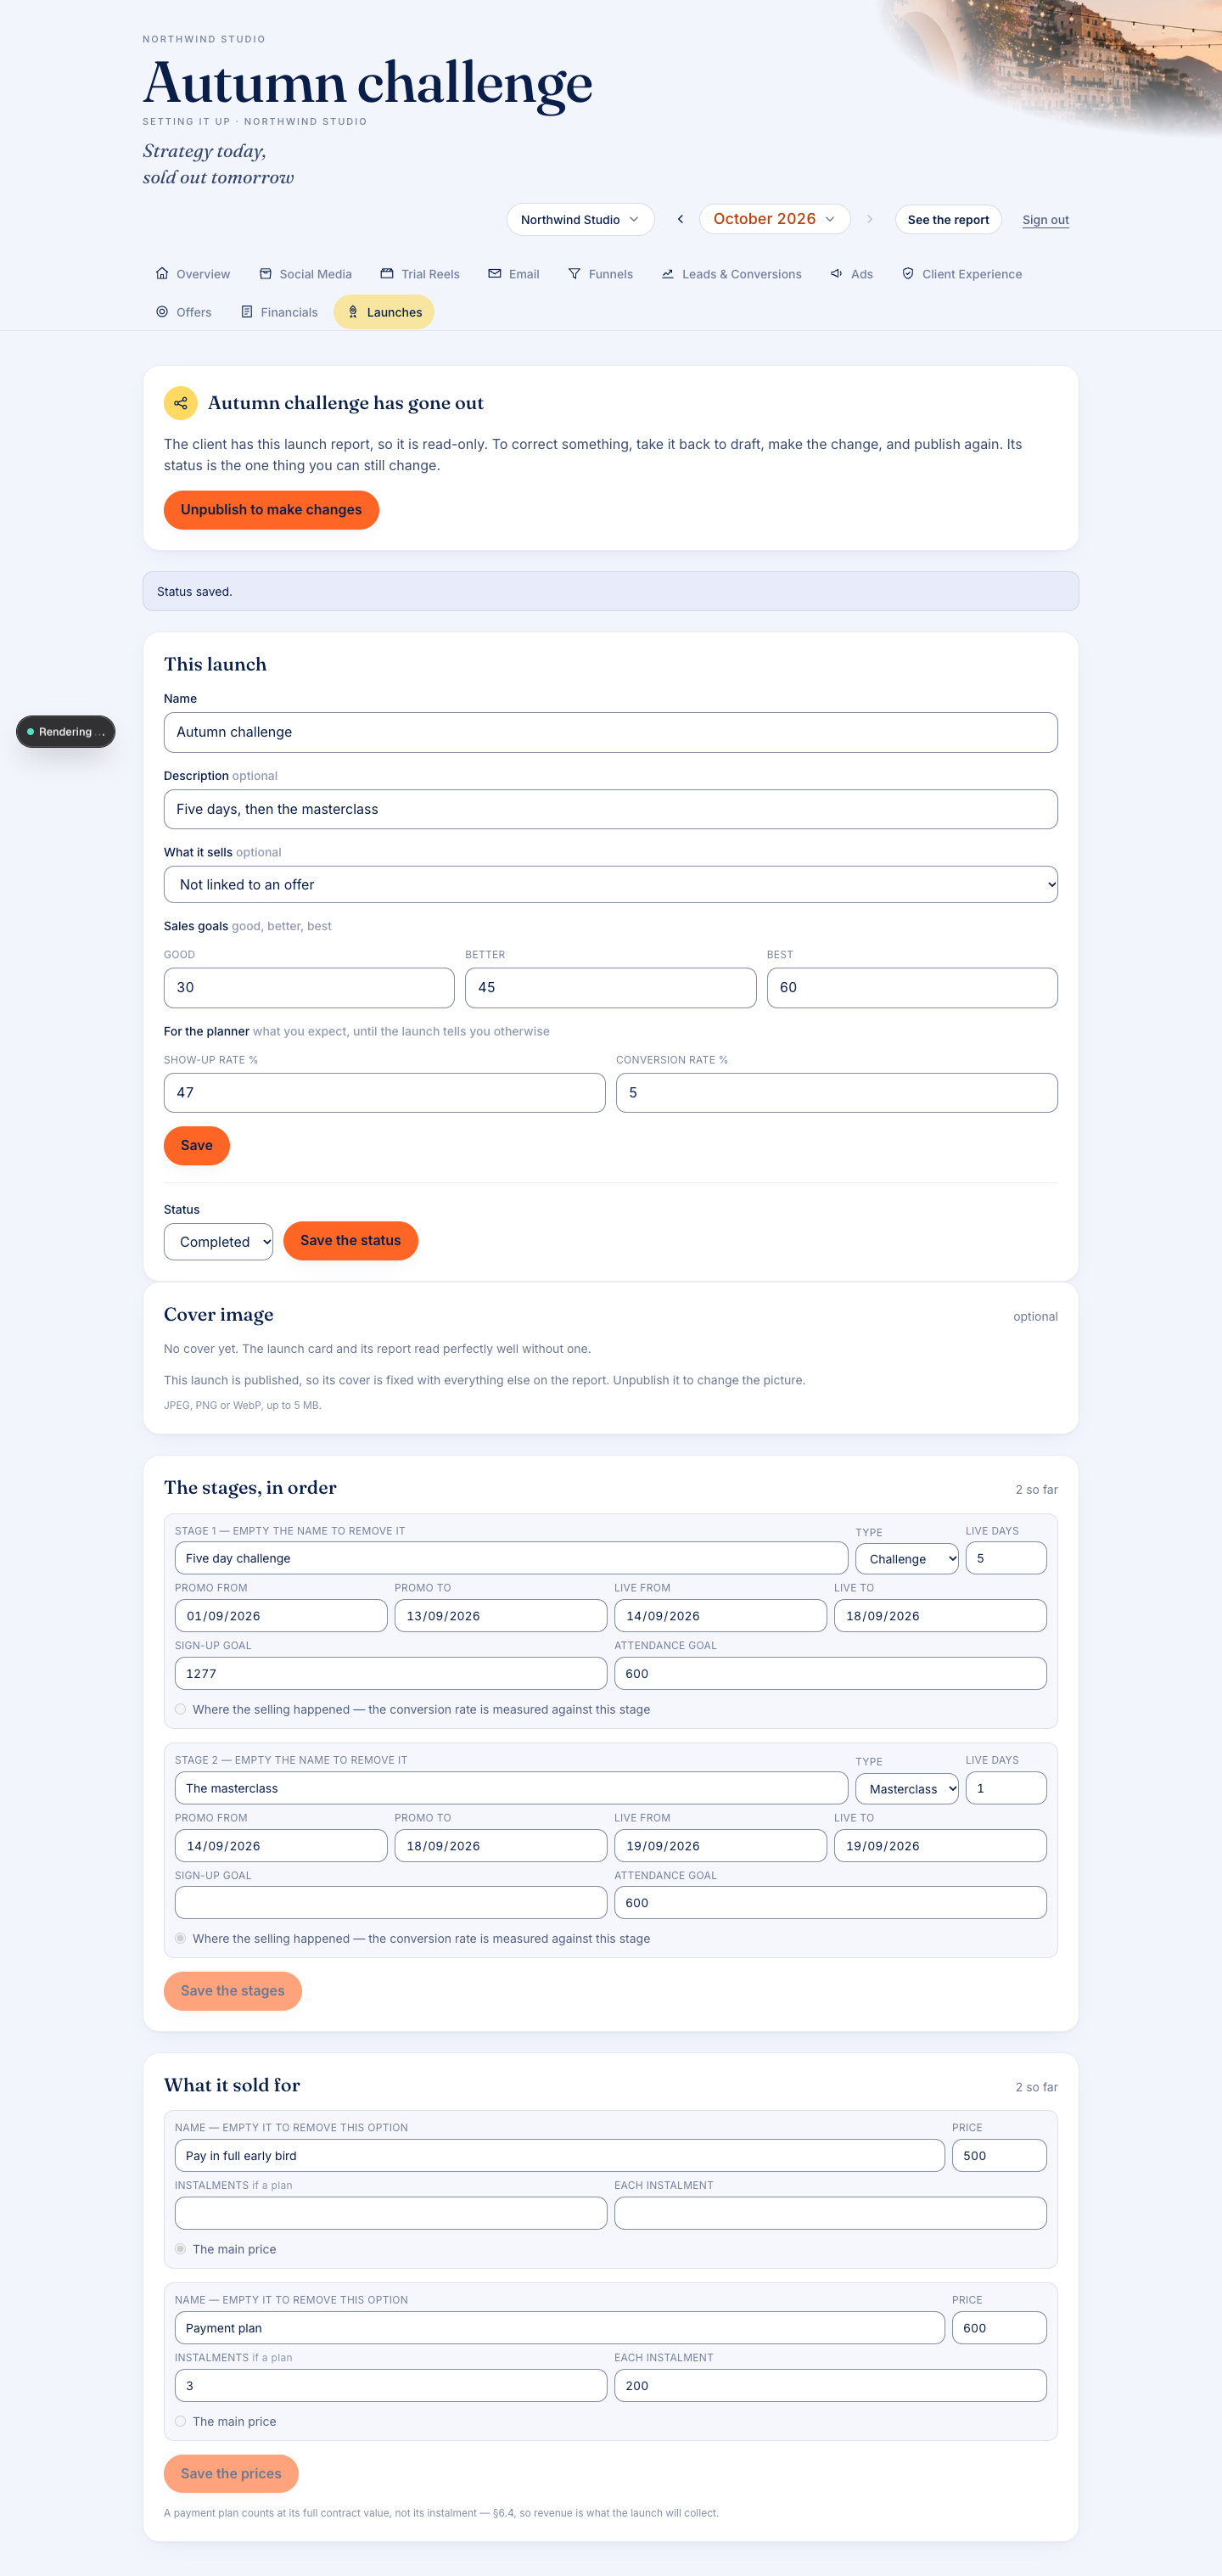 NORTHWIND STUDIO
Autumn challenge
SETTING IT UP · NORTHWIND STUDIO
Strategy today,
sold out tomorrow
Northwind Studio
October 2026
See the report
Sign out
Overview
Social Media
Trial Reels
Email
Funnels
Leads & Conversions
Ads
Client Experience
Offers
Financials
Launches
Autumn challenge has gone out
The client has this launch report, so it is read-only. To correct something, take it back to draft, make the change, and publish again. Its
status is the one thing you can still change.
Unpublish to make changes
Status saved.
This launch
Name
Autumn challenge
Rendering...
Description optional
Five days, then the masterclass
What it sells optional
Not linked to an offer
Sales goals good, better, best
GOOD
BETTER
BEST
30
45
60
For the planner what you expect, until the launch tells you otherwise
SHOW-UP RATE %
CONVERSION RATE %
47
5
Save
Status
Completed
Save the status
Cover image
optional
No cover yet. The launch card and its report read perfectly well without one.
This launch is published, so its cover is fixed with everything else on the report. Unpublish it to change the picture.
JPEG, PNG or WebP, up to 5 MB.
The stages, in order
2 so far
STAGE 1 — EMPTY THE NAME TO REMOVE IT
TYPE
LIVE DAYS
Five day challenge
Challenge
5
PROMO FROM
PROMO TO
LIVE FROM
LIVE TO
01/09/2026
13/09/2026
14/09/2026
18/09/2026
SIGN-UP GOAL
ATTENDANCE GOAL
1277
600
Where the selling happened — the conversion rate is measured against this stage
STAGE 2 — EMPTY THE NAME TO REMOVE IT
TYPE
LIVE DAYS
The masterclass
Masterclass
1
PROMO FROM
PROMO TO
LIVE FROM
LIVE TO
14/09/2026
18/09/2026
19/09/2026
19/09/2026
SIGN-UP GOAL
ATTENDANCE GOAL
600
Where the selling happened — the conversion rate is measured against this stage
Save the stages
What it sold for
2 so far
NAME — EMPTY IT TO REMOVE THIS OPTION
PRICE
Pay in full early bird
500
INSTALMENTS if a plan
EACH INSTALMENT
The main price
NAME — EMPTY IT TO REMOVE THIS OPTION
PRICE
Payment plan
600
INSTALMENTS if a plan
EACH INSTALMENT
3
200
The main price
Save the prices
A payment plan counts at its full contract value, not its instalment — §6.4, so revenue is what the launch will collect.